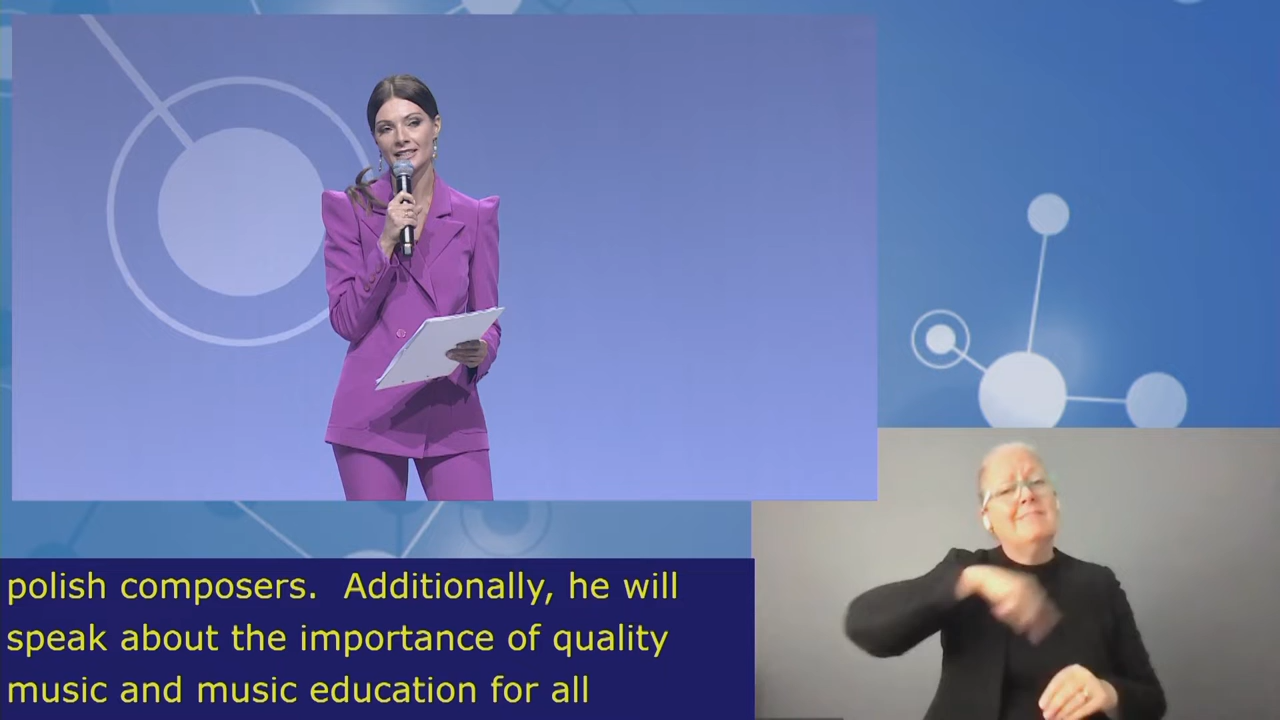 polish composers.  Additionally, he will
speak about the importance of quality
music and music education for all